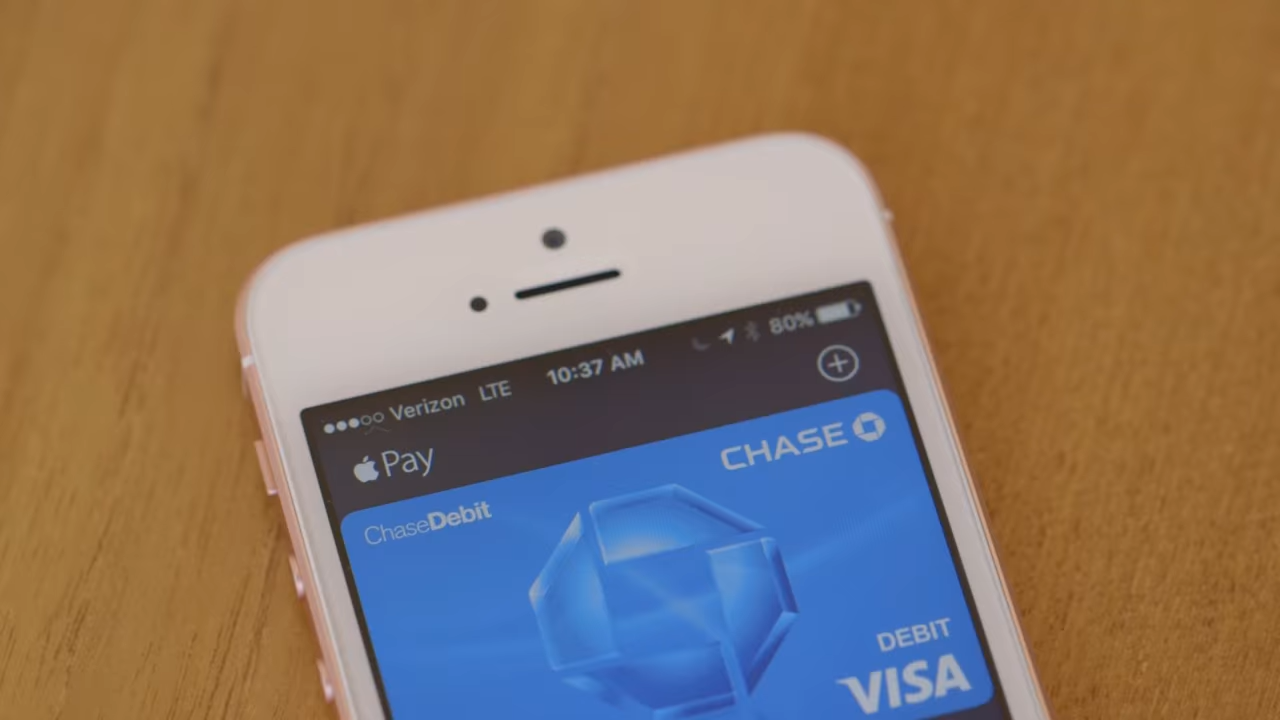 Verizon LTE 10:37 AM 80%
Pay
CHASE
ChaseDebit
DEBIT
VISA